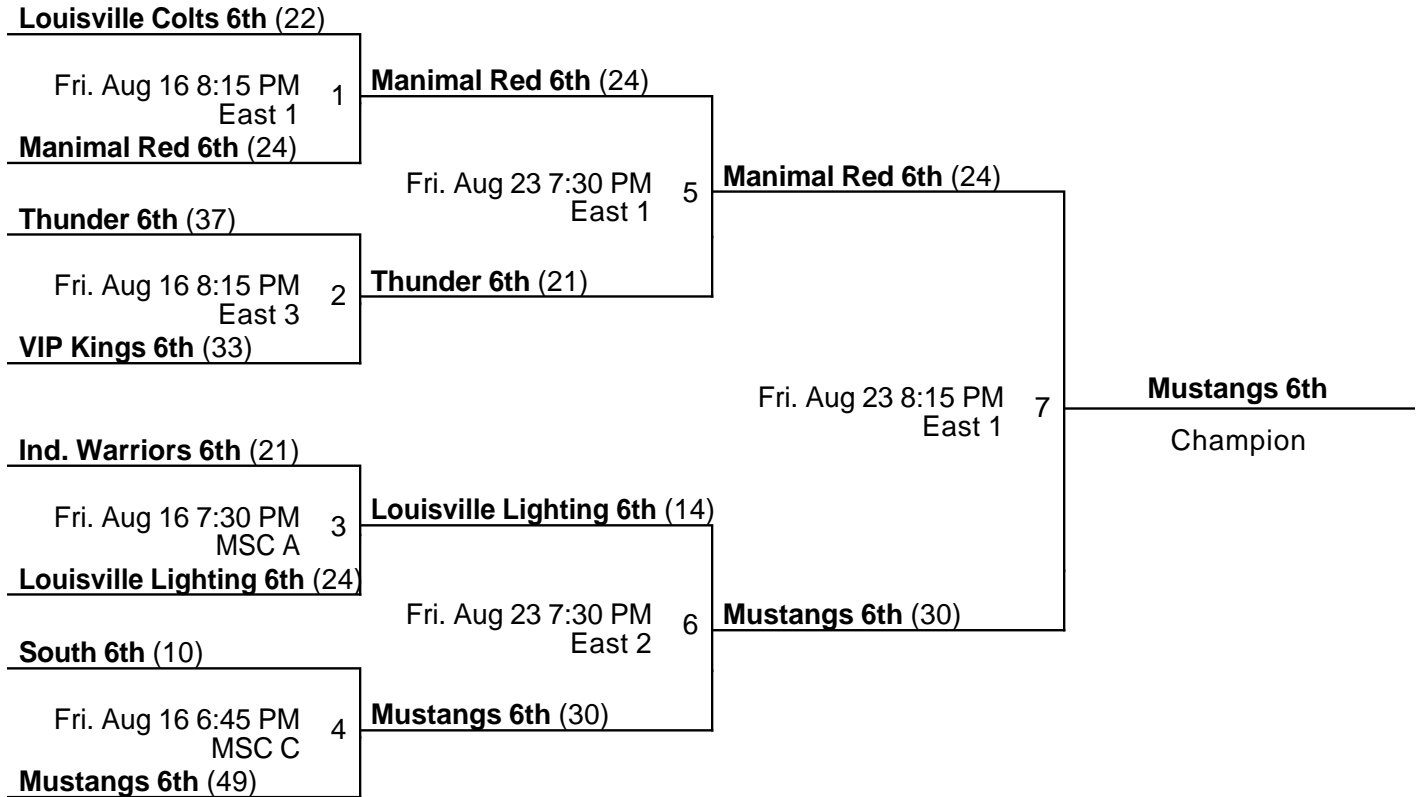 Louisville Colts 6th (22)
Fri. Aug 16 8:15 PM
East 1
1
Manimal Red 6th (24)
Manimal Red 6th (24)
Fri. Aug 23 7:30 PM
East 1
5
Manimal Red 6th (24)
Thunder 6th (37)
Fri. Aug 16 8:15 PM
East 3
2
Thunder 6th (21)
VIP Kings 6th (33)
Fri. Aug 23 8:15 PM
East 1
7
Mustangs 6th
Champion
Ind. Warriors 6th (21)
Fri. Aug 16 7:30 PM
MSC A
3
Louisville Lighting 6th (14)
Louisville Lighting 6th (24)
Fri. Aug 23 7:30 PM
East 2
6
Mustangs 6th (30)
South 6th (10)
Fri. Aug 16 6:45 PM
MSC C
4
Mustangs 6th (30)
Mustangs 6th (49)